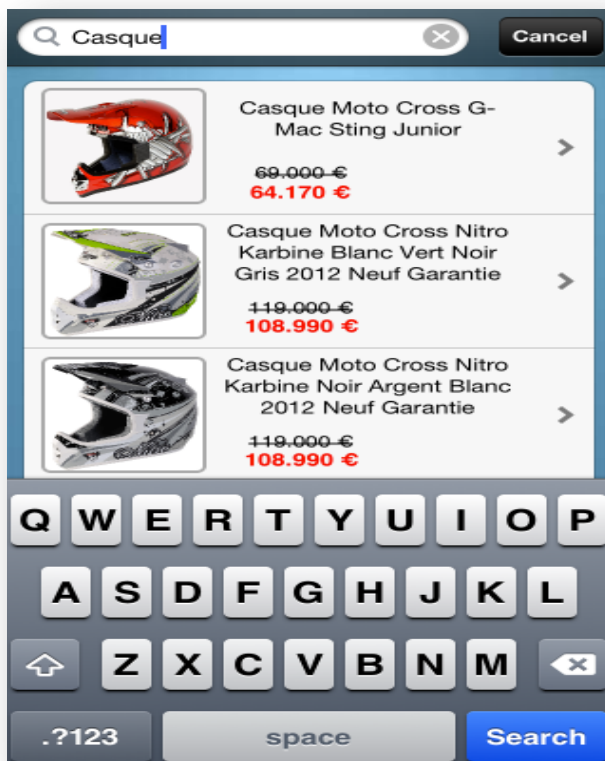 Casque
Cancel
Casque Moto Cross G-
Mac Sting Junior
69.000 €
64.170 €
Casque Moto Cross Nitro
Karbine Blanc Vert Noir
Gris 2012 Neuf Garantie
119.000 €
108.990 €
Casque Moto Cross Nitro
Karbine Noir Argent Blanc
2012 Neuf Garantie
119.000 €
108.990 €
Q W E R T Y U I O P
A S D F G H J K L
Z X C V B N M
.?123 space Search